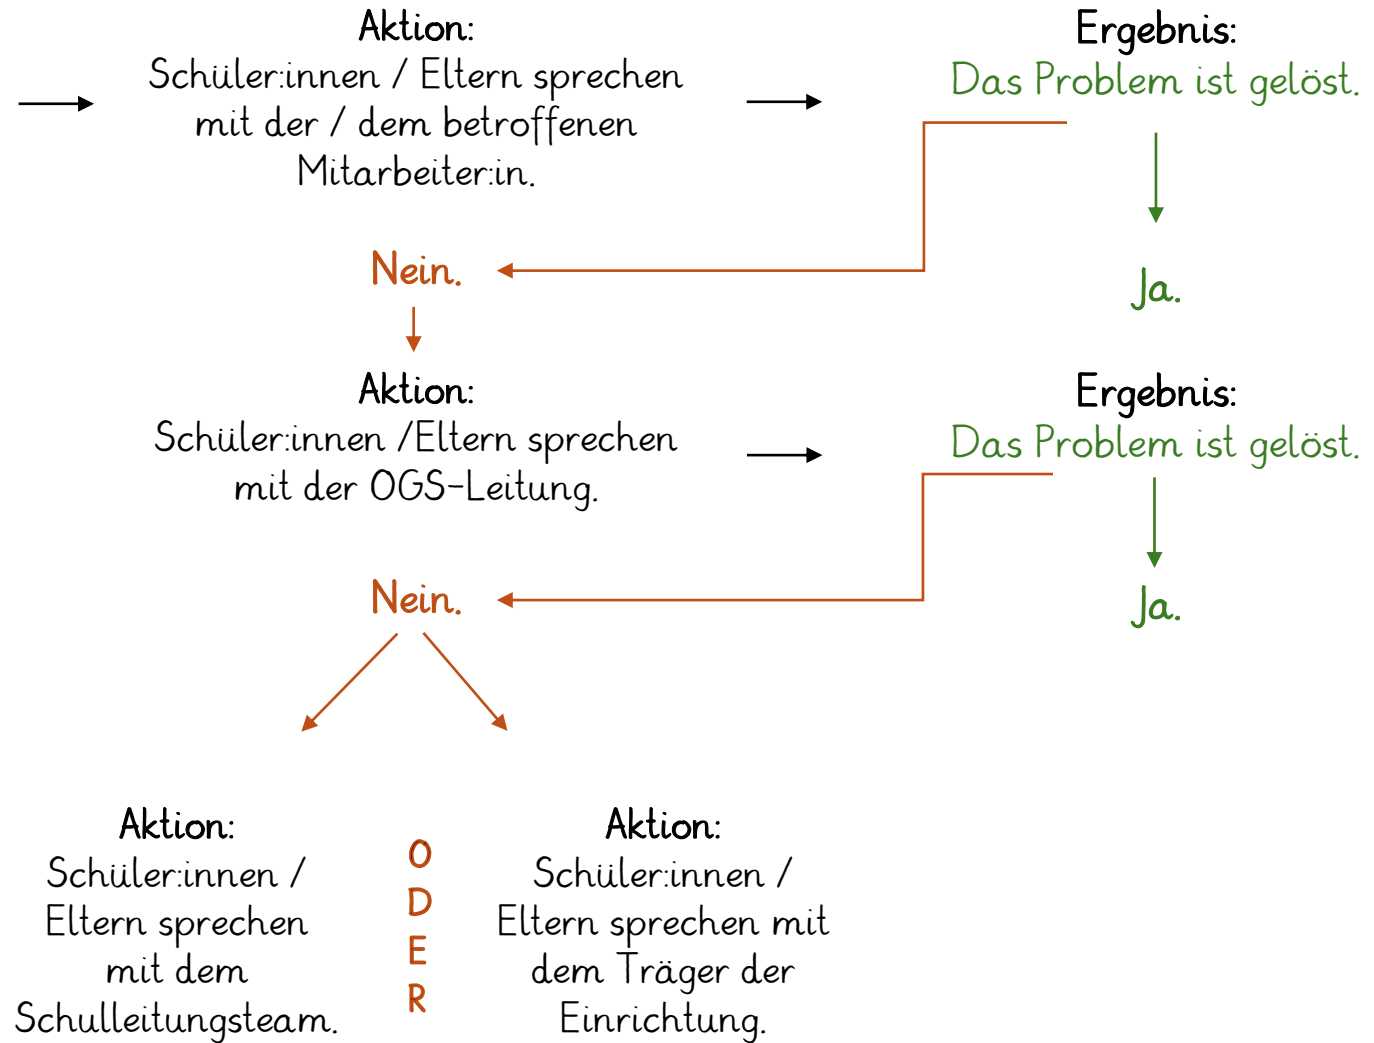 Aktion:
Schüler:innen / Eltern sprechen
mit der / dem betroffenen
Mitarbeiter:in.
Ergebnis:
Das Problem ist gelöst.
Nein.
Ja.
Aktion:
Schüler:innen /Eltern sprechen
mit der OGS-Leitung.
Ergebnis:
Das Problem ist gelöst.
Nein.
Ja.
Aktion:
Schüler:innen /
Eltern sprechen
mit dem
Schulleitungsteam.
O
D
E
R
Aktion:
Schüler:innen /
Eltern sprechen mit
dem Träger der
Einrichtung.